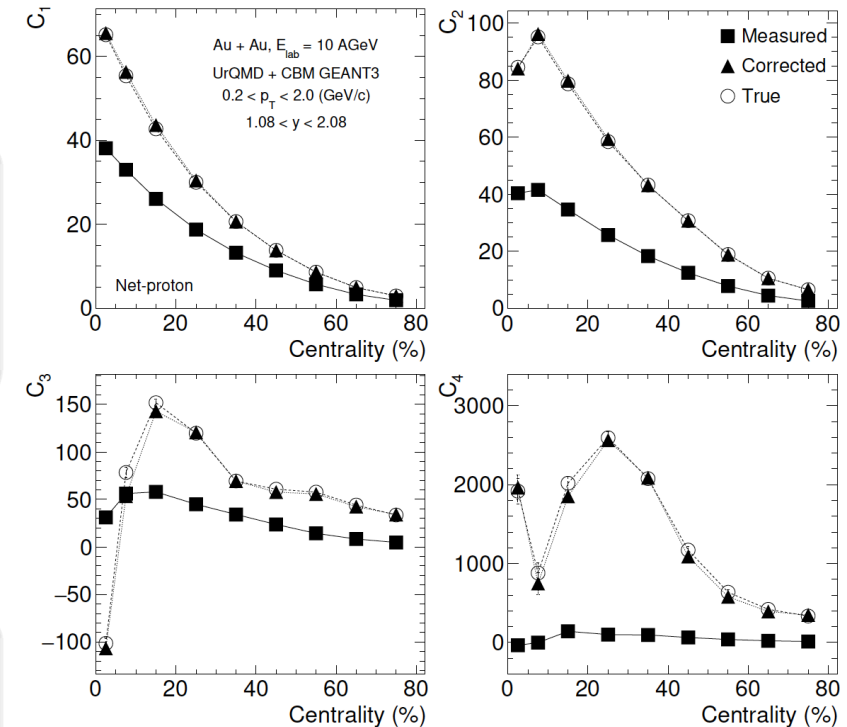 C1
60
40
20
0
Au + Au, Elab = 10 AGeV
UrQMD + CBM GEANT3
0.2 < pT < 2.0 (GeV/c)
1.08 < y < 2.08
Net-proton
0 20 40 60 80
Centrality (%)
C2
100
80
60
40
20
0
Measured
Corrected
True
0 20 40 60 80
Centrality (%)
C3
150
100
50
0
−50
−100
0 20 40 60 80
Centrality (%)
C4
3000
2000
1000
0
0 20 40 60 80
Centrality (%)